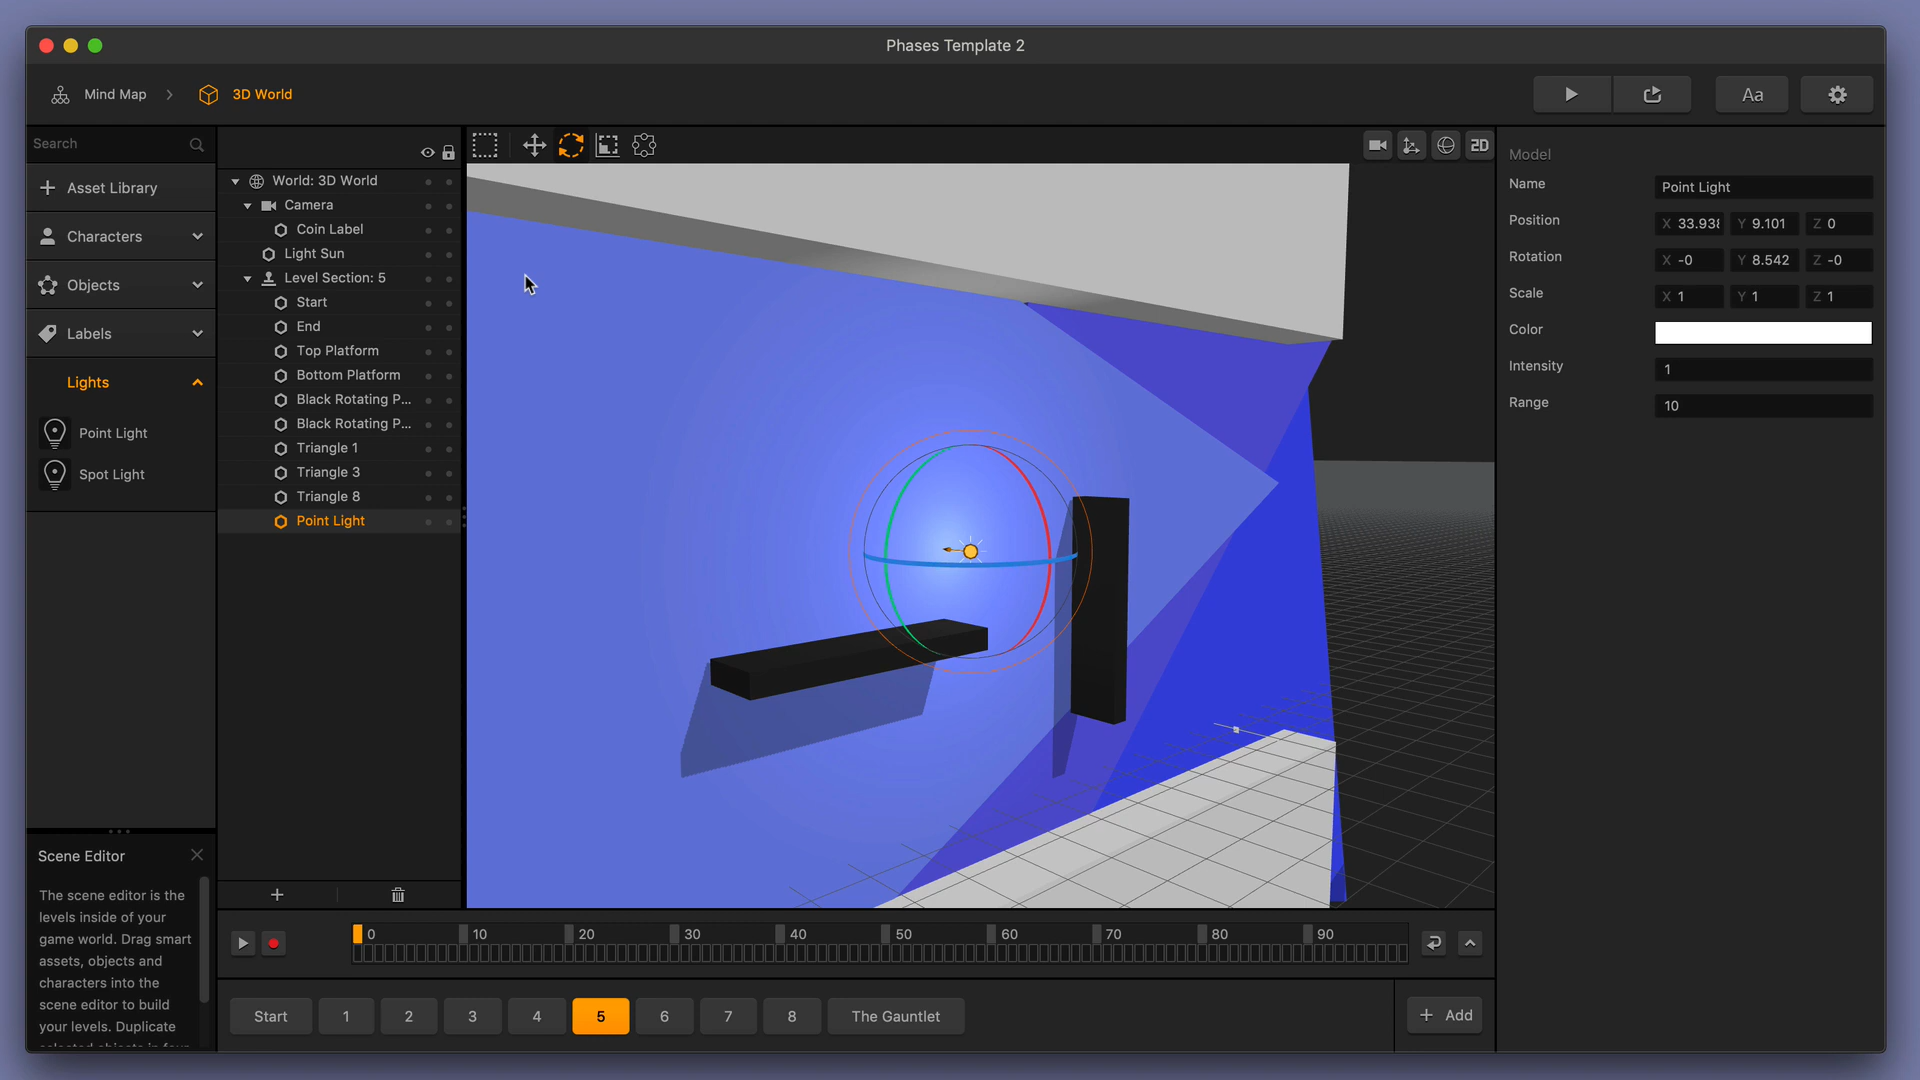 Phases Template 2
Mind Map
3D World
Aa
Search
Asset Library
Characters
Objects
Labels
Lights
Point Light
Spot Light
World: 3D World
Camera
Coin Label
Light Sun
Level Section: 5
Start
End
Top Platform
Bottom Platform
Black Rotating P...
Black Rotating P...
Triangle 1
Triangle 3
Triangle 8
Point Light
2D
Model
Name Point Light
Position X 33.938 Y 9.101 Z 0
Rotation X -0 Y 8.542 Z -0
Scale X 1 Y 1 Z 1
Color
Intensity 1
Range 10
Scene Editor
The scene editor is the
levels inside of your
game world. Drag smart
assets, objects and
characters into the
scene editor to build
your levels. Duplicate
0 10 20 30 40 50 60 70 80 90
Start 1 2 3 4 5 6 7 8 The Gauntlet
Add